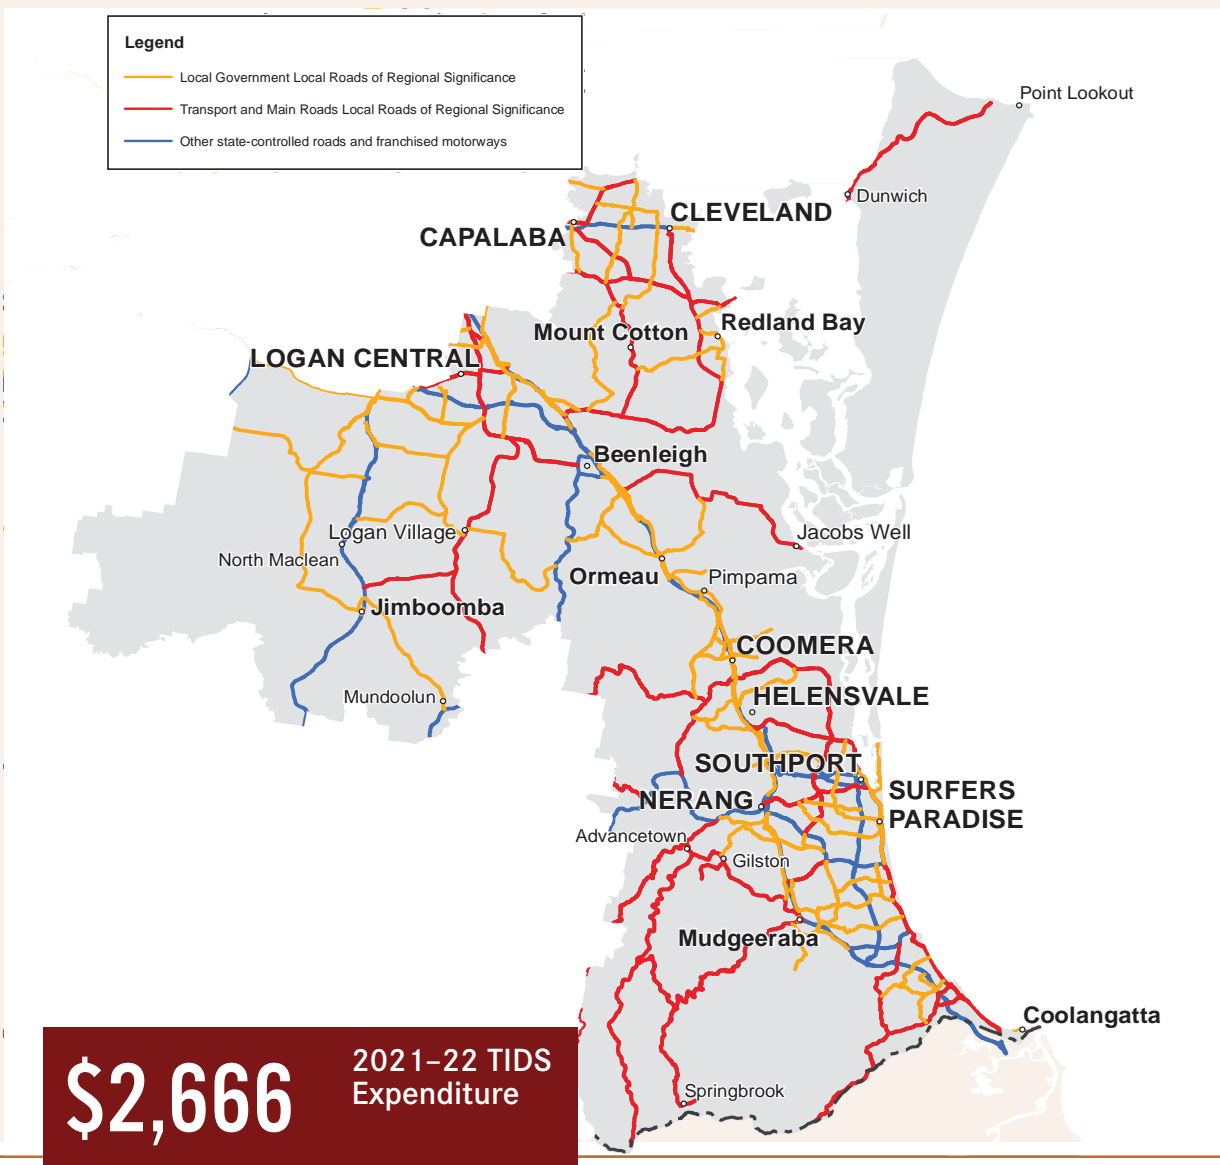 Legend
Local Government Local Roads of Regional Significance
Transport and Main Roads Local Roads of Regional Significance
Other state-controlled roads and franchised motorways
Point Lookout
Dunwich
CLEVELAND
CAPALABA
Redland Bay
Mount Cotton
LOGAN CENTRAL
Beenleigh
Logan Village
Jacobs Well
North Maclean
Ormeau
Pimpama
Jimboomba
COOMERA
Mundoolun
HELENSVALE
SOUTHPORT
SURFERS
PARADISE
NERANG
Advancetown
Gilston
Mudgeeraba
Coolangatta
Springbrook
$2,666
2021–22 TIDS
Expenditure